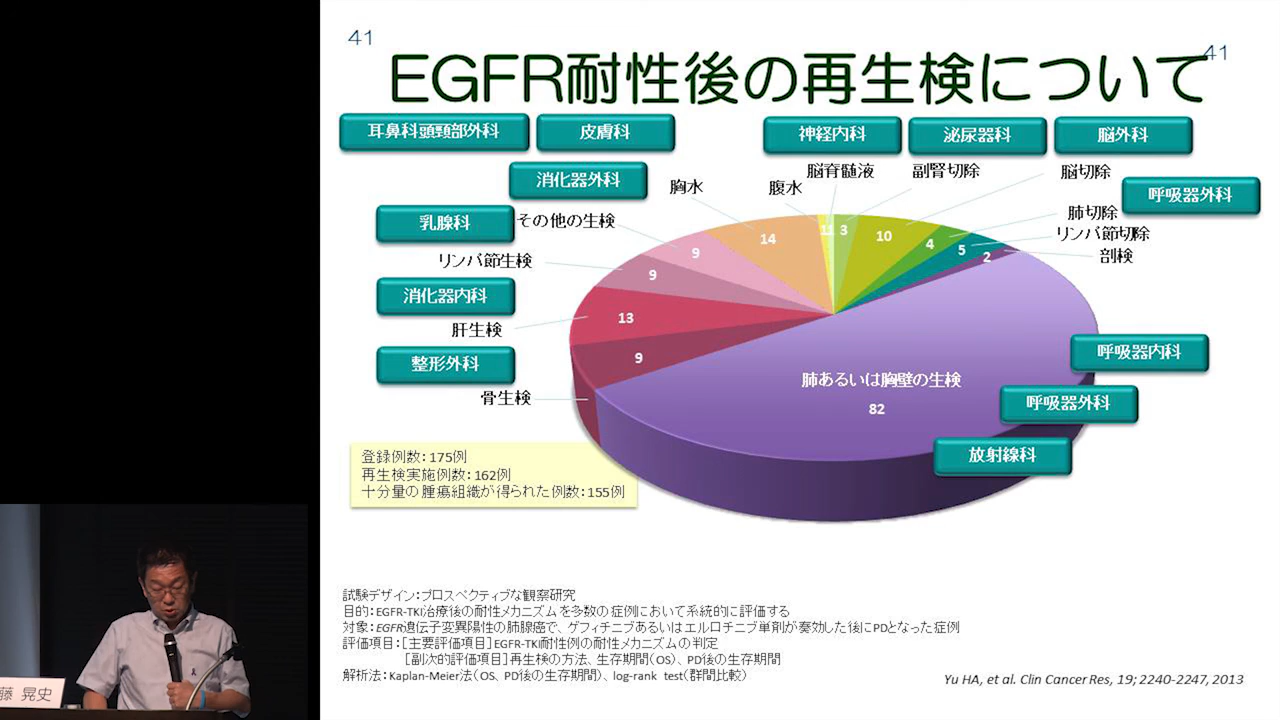 41
41
EGFR耐性後の再生検について
耳鼻科頭頸部外科
皮膚科
神経内科
泌尿器科
脳外科
消化器外科
胸水
腹水
脳脊髄液
副腎切除
脳切除
呼吸器外科
乳腺科
その他の生検
肺切除
リンパ節切除
剖検
リンパ節生検
消化器内科
肝生検
整形外科
骨生検
14
1
1
3
10
4
5
2
9
9
13
9
肺あるいは胸壁の生検
82
呼吸器内科
呼吸器外科
放射線科
登録例数：175例
再生検実施例数：162例
十分量の腫瘍組織が得られた例数：155例
試験デザイン：プロスペクティブな観察研究
目的：EGFR-TKI治療後の耐性メカニズムを多数の症例において系統的に評価する
対象：EGFR遺伝子変異陽性の肺腺癌で、ゲフィチニブあるいはエルロチニブ単剤が奏効した後にPDとなった症例
評価項目：［主要評価項目］EGFR-TKI耐性例の耐性メカニズムの判定
［副次的評価項目］再生検の方法、生存期間（OS）、PD後の生存期間
解析法：Kaplan-Meier法（OS、PD後の生存期間）、log-rank test（群間比較）
Yu HA, et al. Clin Cancer Res, 19; 2240-2247, 2013
藤 晃史